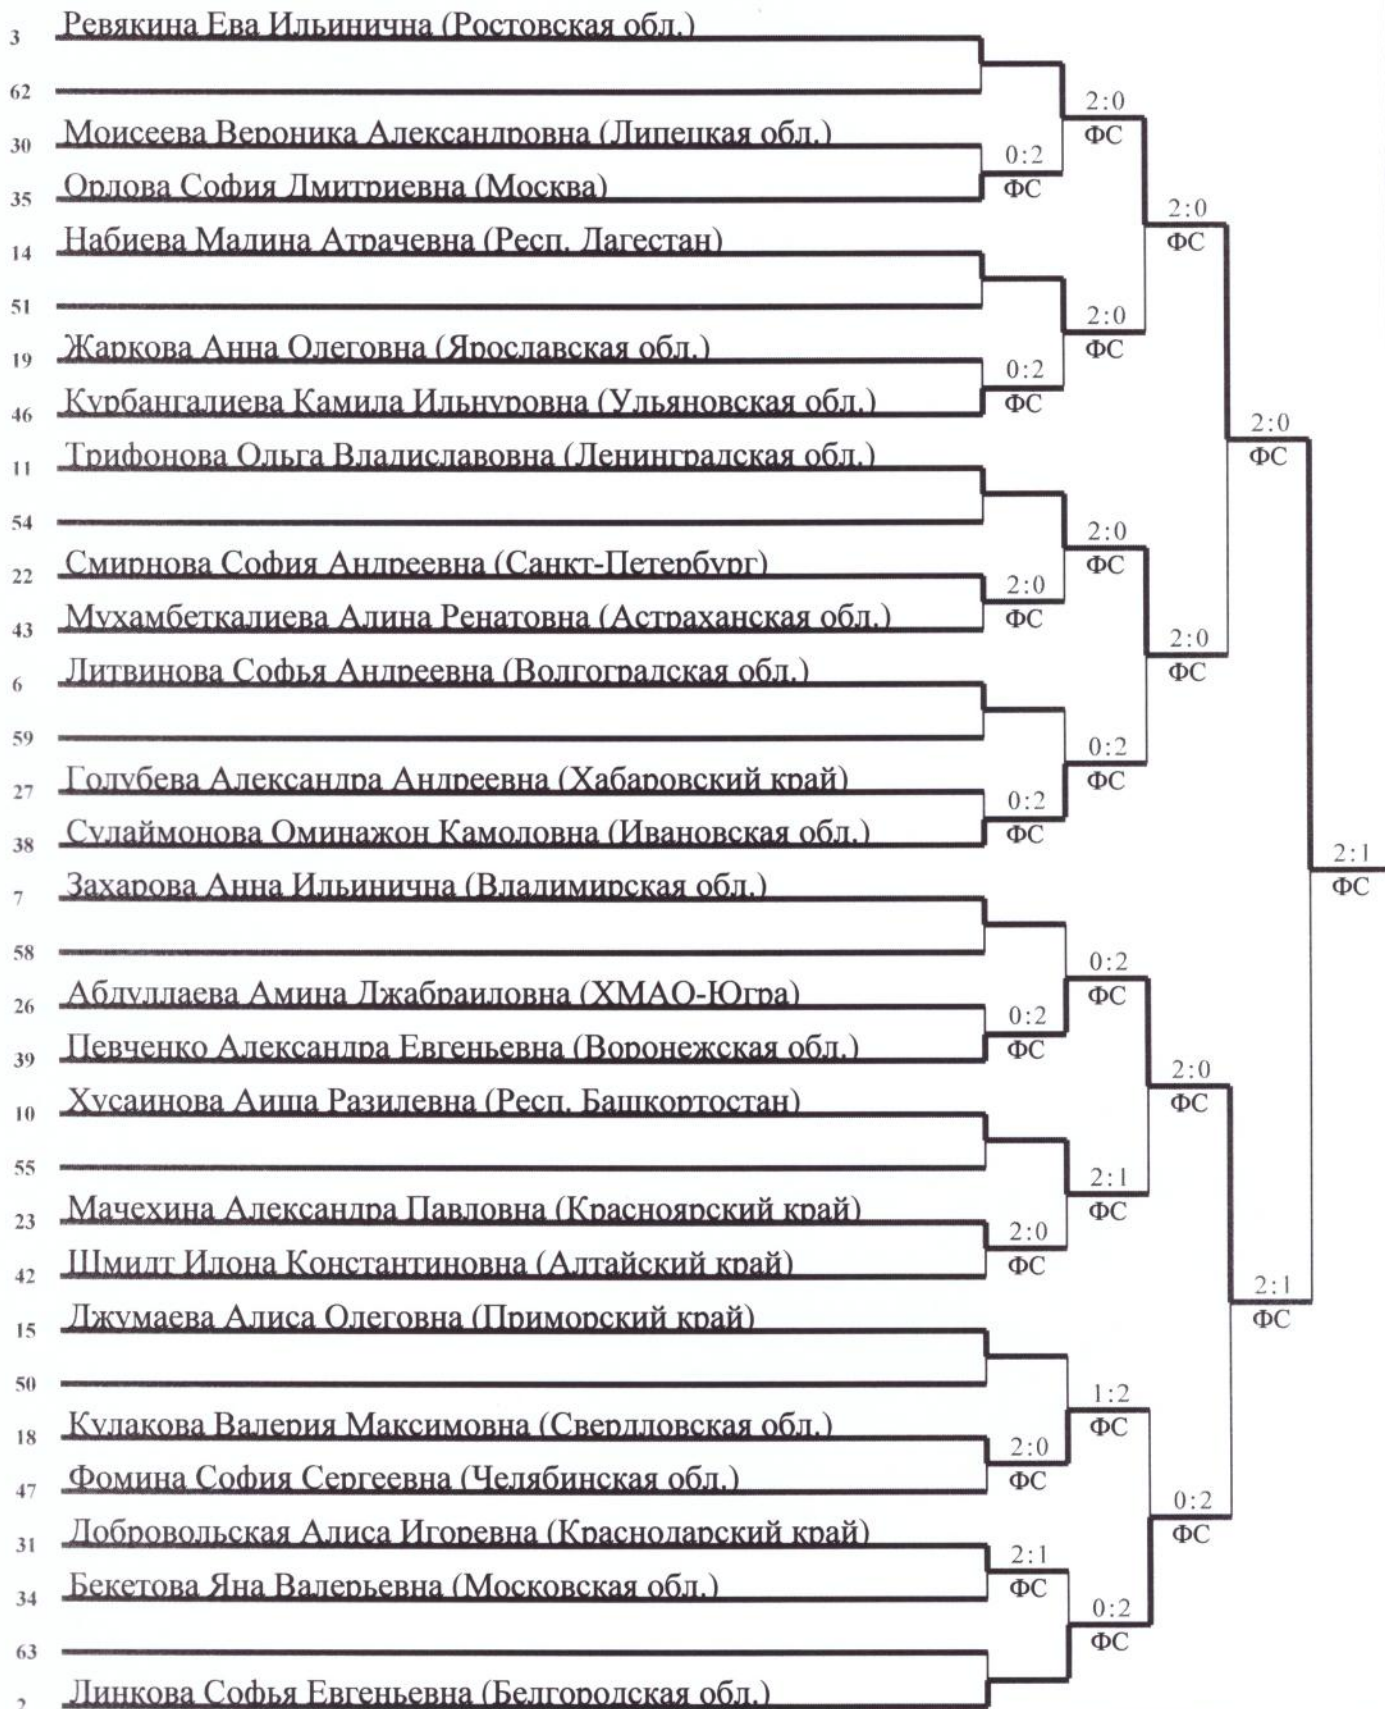 3 Ревякина Ева Ильинична (Ростовская обл.)
62
2:0
ФС
30 Моисеева Вероника Александровна (Липецкая обл.)
0:2
ФС
35 Орлова София Дмитриевна (Москва)
2:0
ФС
14 Набиева Мадина Атрачевна (Респ. Дагестан)
51
2:0
ФС
19 Жаркова Анна Олеговна (Ярославская обл.)
0:2
ФС
46 Курбангалиева Камила Ильнуровна (Ульяновская обл.)
2:0
ФС
11 Трифонова Ольга Владиславовна (Ленинградская обл.)
54
2:0
ФС
22 Смирнова София Андреевна (Санкт-Петербург)
2:0
ФС
43 Мухамбеткалиева Алина Ренатовна (Астраханская обл.)
2:0
ФС
6 Литвинова Софья Андреевна (Волгоградская обл.)
59
0:2
ФС
27 Голубева Александра Андреевна (Хабаровский край)
0:2
ФС
38 Сулаймонова Оминажон Камоловна (Ивановская обл.)
2:1
ФС
7 Захарова Анна Ильинична (Владимирская обл.)
58
0:2
ФС
26 Абдуллаева Амина Джабраиловна (ХМАО-Югра)
0:2
ФС
39 Певченко Александра Евгеньевна (Воронежская обл.)
2:0
ФС
10 Хусаинова Аиша Разилевна (Респ. Башкортостан)
55
2:1
ФС
23 Мачехина Александра Павловна (Красноярский край)
2:0
ФС
42 Шмидт Илона Константиновна (Алтайский край)
2:1
ФС
15 Джумаева Алиса Олеговна (Приморский край)
50
1:2
ФС
18 Кулакова Валерия Максимовна (Свердловская обл.)
2:0
ФС
47 Фомина София Сергеевна (Челябинская обл.)
0:2
ФС
31 Добровольская Алиса Игоревна (Краснодарский край)
2:1
ФС
34 Бекетова Яна Валерьевна (Московская обл.)
0:2
ФС
63
2 Линкова Софья Евгеньевна (Белгородская обл.)